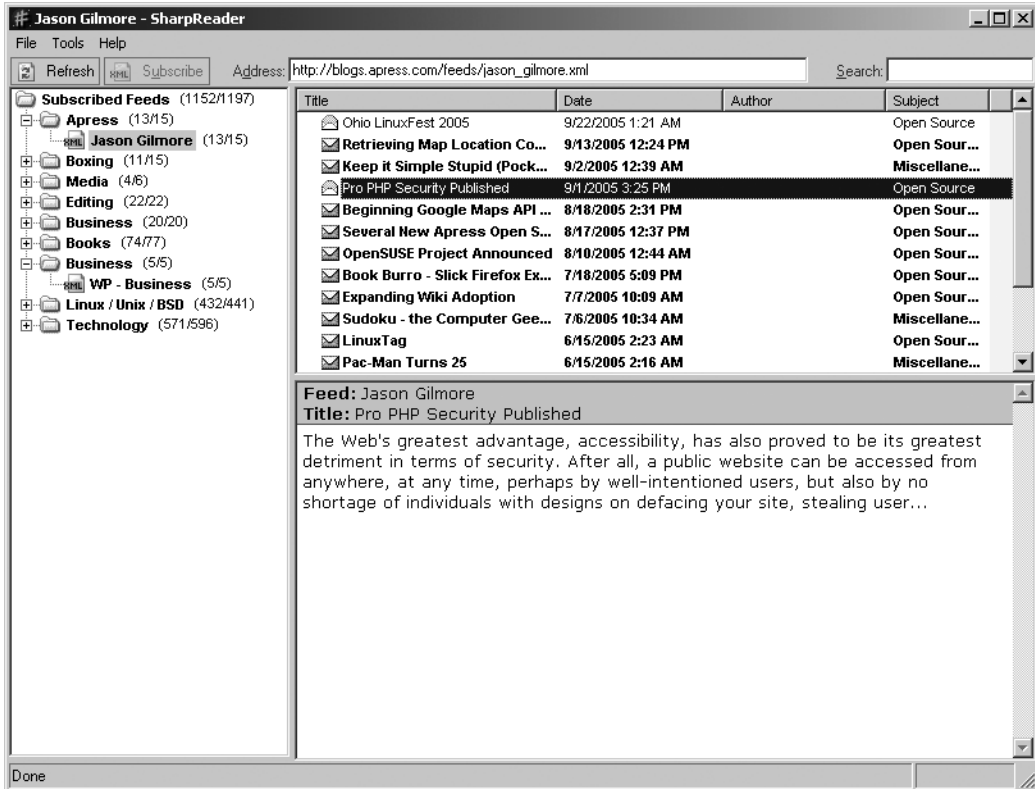 Jason Gilmore - SharpReader
File Tools Help
Refresh XML Subscribe Address: http://blogs.apress.com/feeds/jason_gilmore.xml Search:
Subscribed Feeds (1152/1197)
Apress (13/15)
XML Jason Gilmore (13/15)
Boxing (11/15)
Media (4/6)
Editing (22/22)
Business (20/20)
Books (74/77)
Business (5/5)
XML WP - Business (5/5)
Linux / Unix / BSD (432/441)
Technology (571/596)
Title Date Author Subject
Ohio LinuxFest 2005 9/22/2005 1:21 AM Open Source
Retrieving Map Location Co... 9/13/2005 12:24 PM Open Sour...
Keep it Simple Stupid (Pock... 9/2/2005 12:39 AM Miscellane...
Pro PHP Security Published 9/1/2005 3:25 PM Open Source
Beginning Google Maps API ... 8/18/2005 2:31 PM Open Sour...
Several New Apress Open S... 8/17/2005 12:37 PM Open Sour...
OpenSUSE Project Announced 8/10/2005 12:44 AM Open Sour...
Book Burro - Slick Firefox Ex... 7/18/2005 5:09 PM Open Sour...
Expanding Wiki Adoption 7/7/2005 10:09 AM Open Sour...
Sudoku - the Computer Gee... 7/6/2005 10:34 AM Miscellane...
LinuxTag 6/15/2005 2:23 AM Open Sour...
Pac-Man Turns 25 6/15/2005 2:16 AM Miscellane...
Feed: Jason Gilmore
Title: Pro PHP Security Published
The Web's greatest advantage, accessibility, has also proved to be its greatest
detriment in terms of security. After all, a public website can be accessed from
anywhere, at any time, perhaps by well-intentioned users, but also by no
shortage of individuals with designs on defacing your site, stealing user...
Done